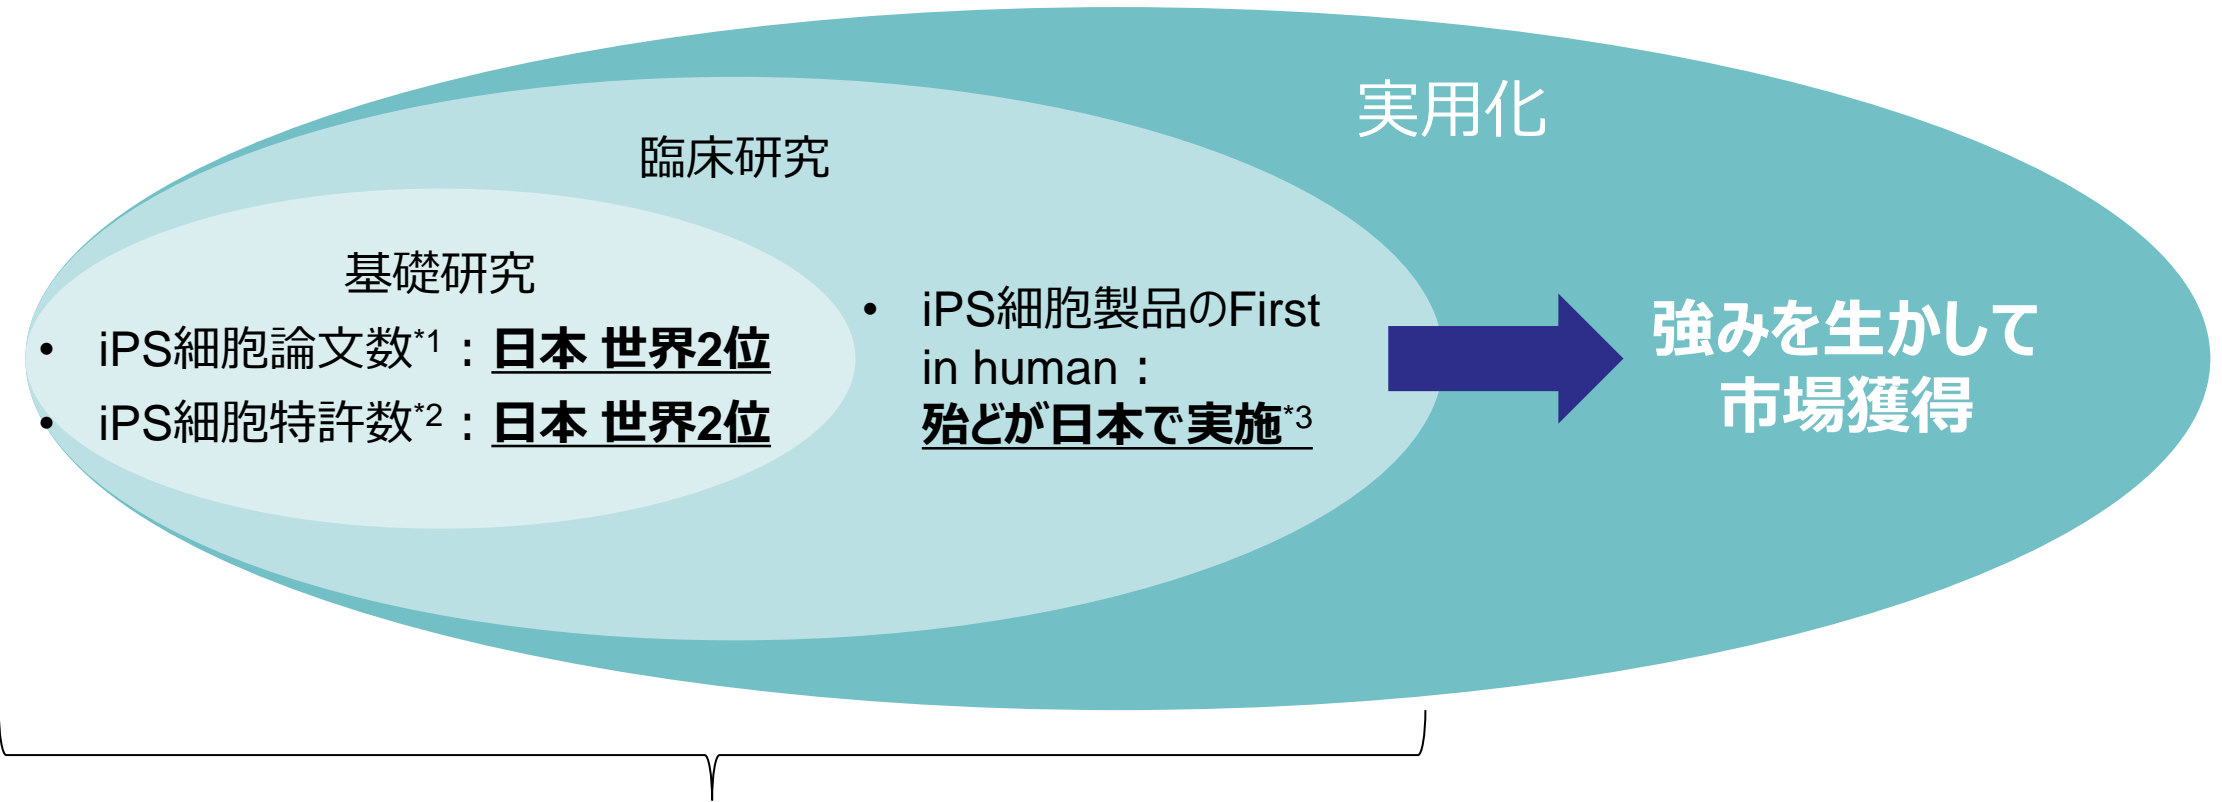 実用化
臨床研究
基礎研究
• iPS細胞論文数*1：日本 世界2位
• iPS細胞特許数*2：日本 世界2位
• iPS細胞製品のFirst
in human：
殆どが日本で実施*3
強みを生かして
市場獲得